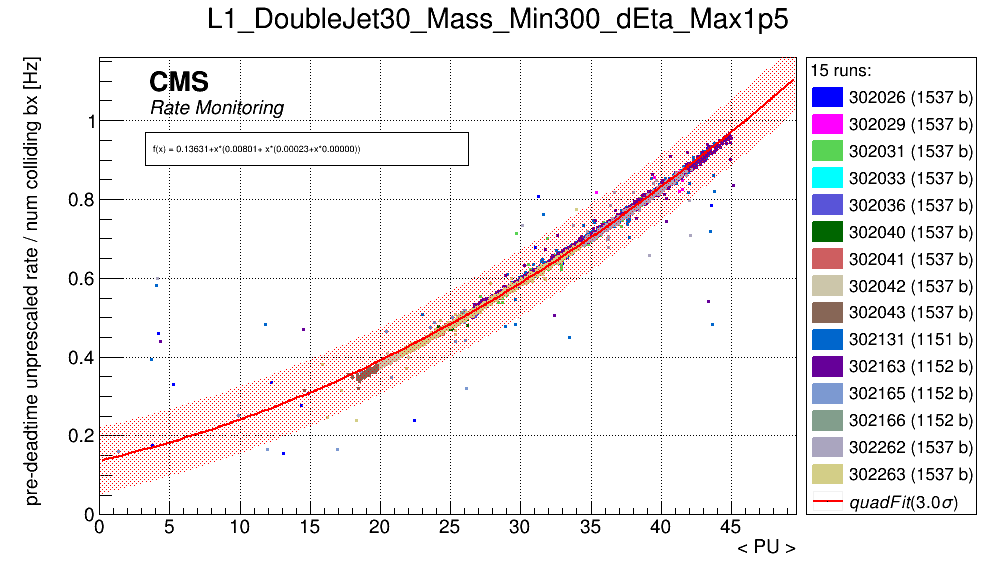 L1_DoubleJet30_Mass_Min300_dEta_Max1p5
pre-deadtime unprescaled rate / num colliding bx [Hz]
CMS
Rate Monitoring
f(x) = 0.13631+x*(0.00801+ x*(0.00023+x*0.00000))
1
0.8
0.6
0.4
0.2
0
0 5 10 15 20 25 30 35 40 45
< PU >
15 runs:
302026 (1537 b)
302029 (1537 b)
302031 (1537 b)
302033 (1537 b)
302036 (1537 b)
302040 (1537 b)
302041 (1537 b)
302042 (1537 b)
302043 (1537 b)
302131 (1151 b)
302163 (1152 b)
302165 (1152 b)
302166 (1152 b)
302262 (1537 b)
302263 (1537 b)
quadFit(3.0σ)